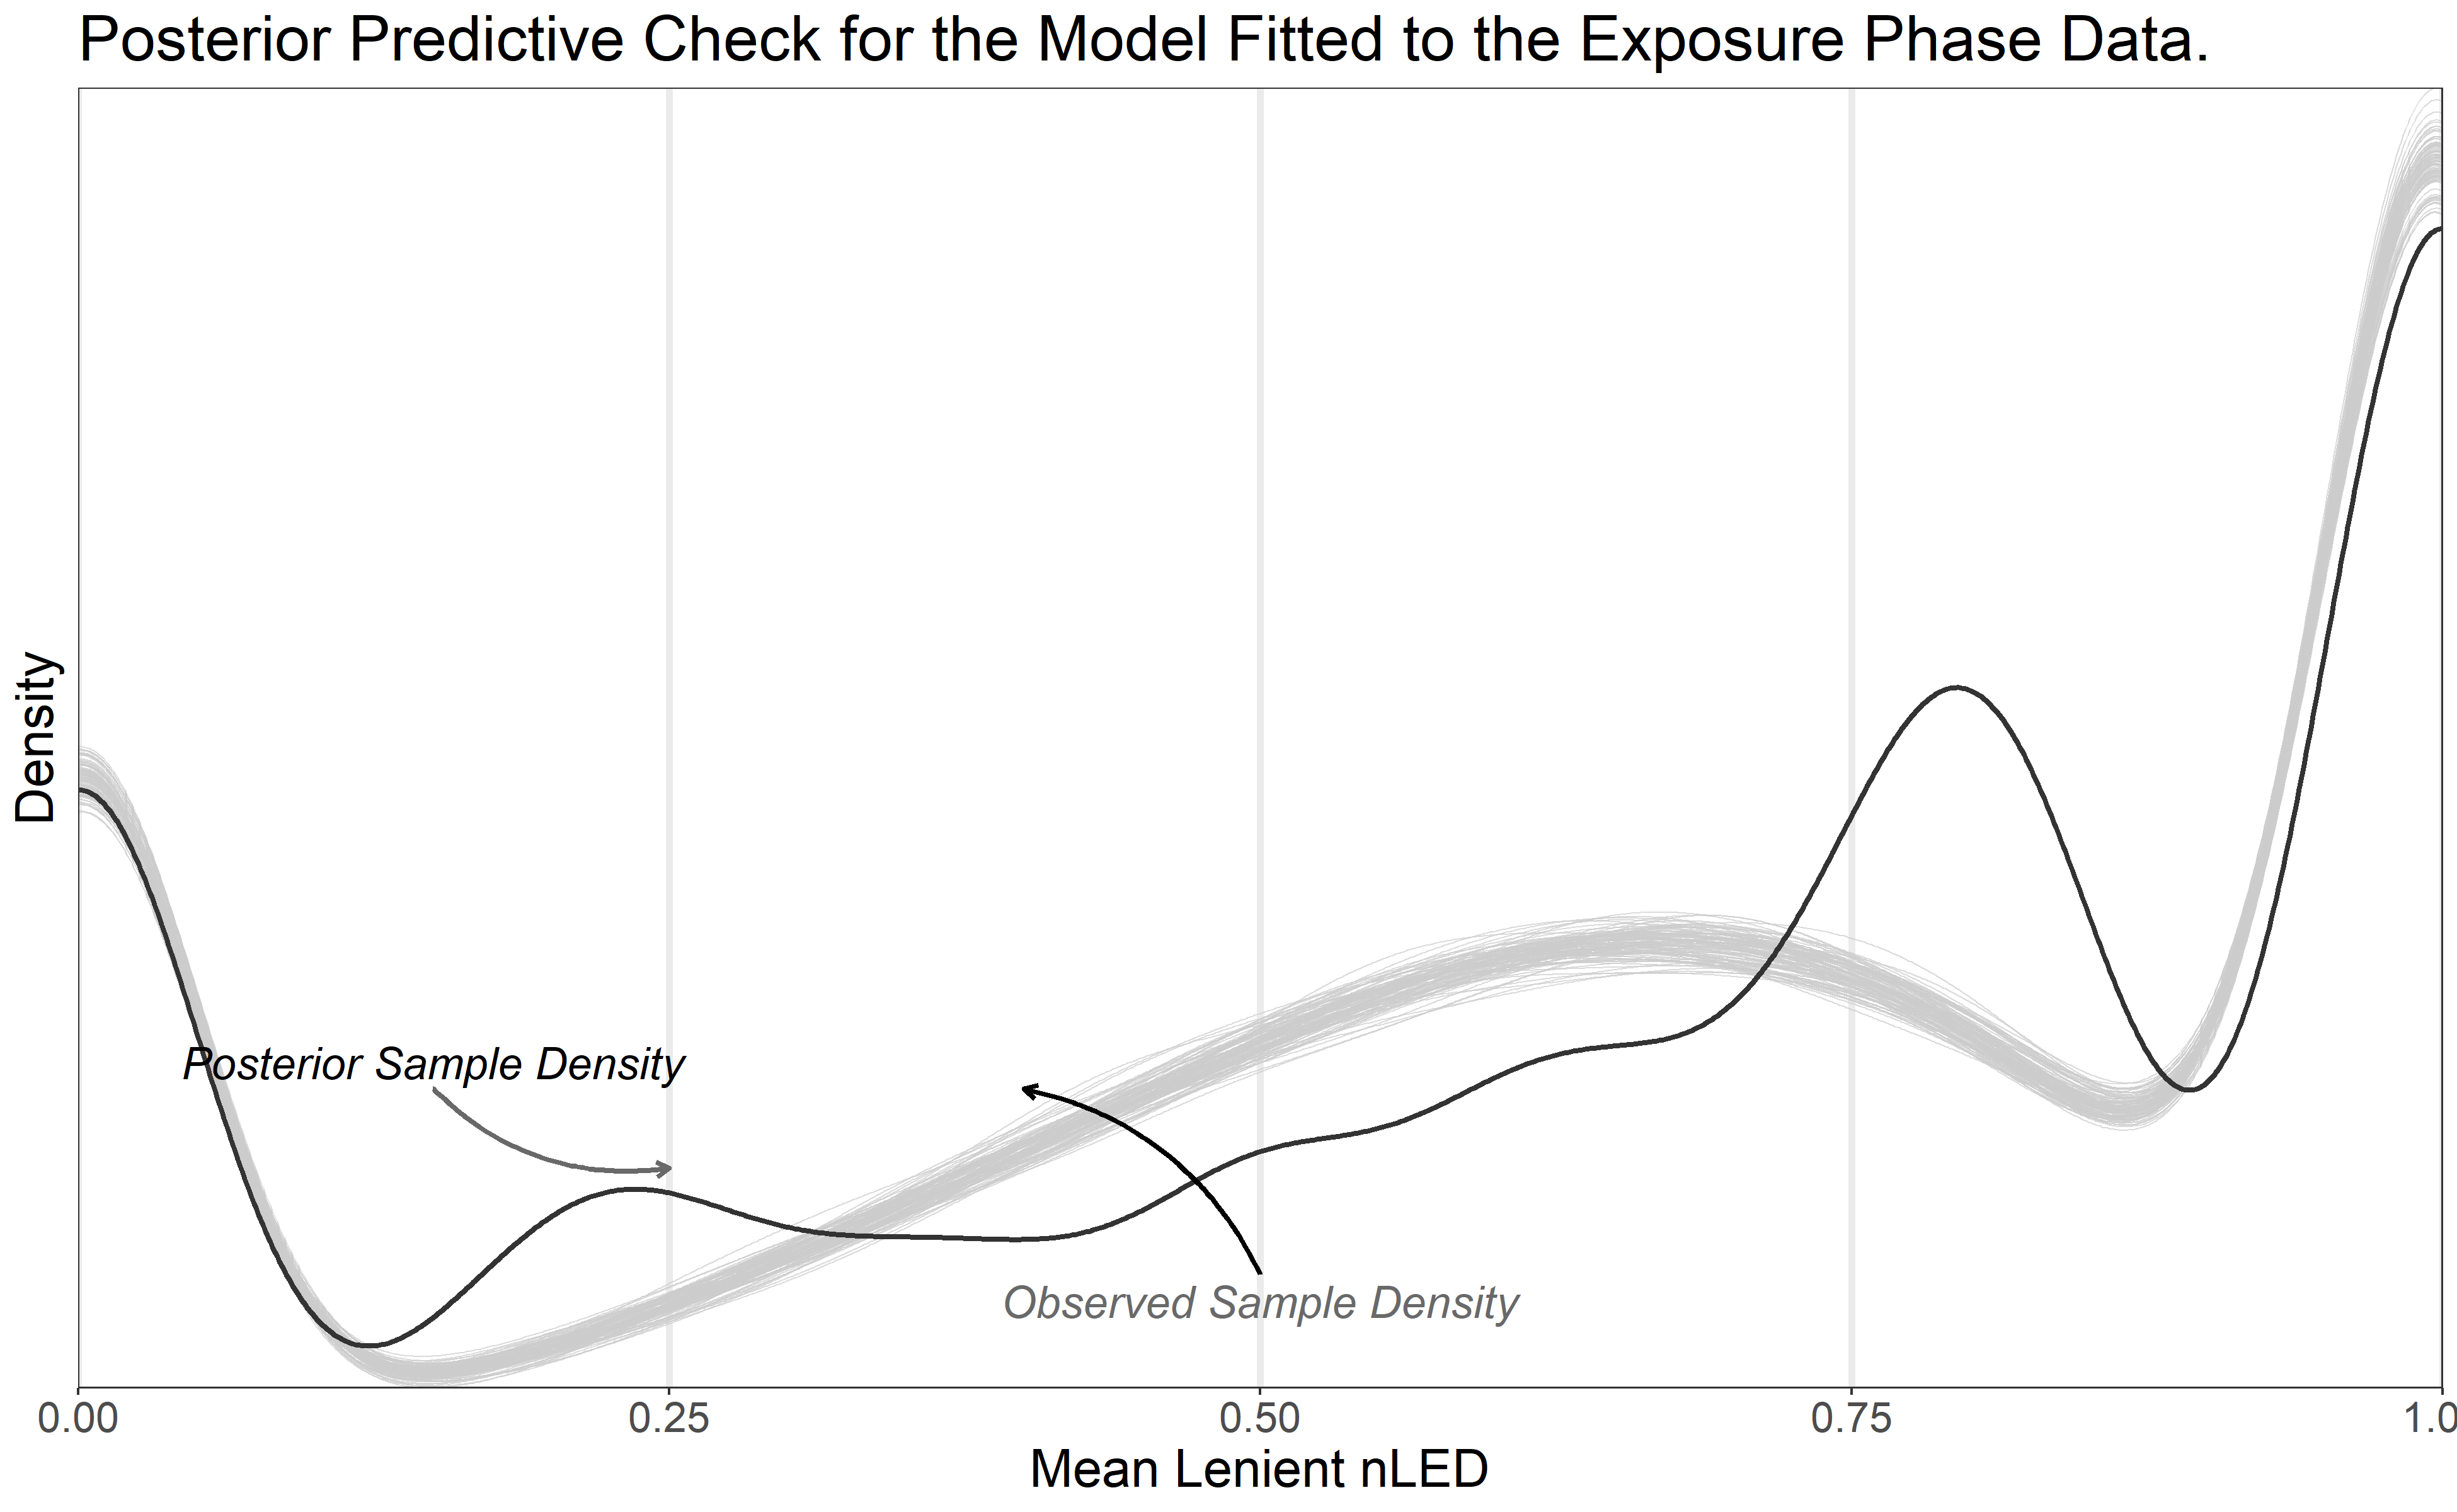 Posterior Predictive Check for the Model Fitted to the Exposure Phase Data.
Density
Posterior Sample Density
Observed Sample Density
0.00 0.25 0.50 0.75 1.0
Mean Lenient nLED